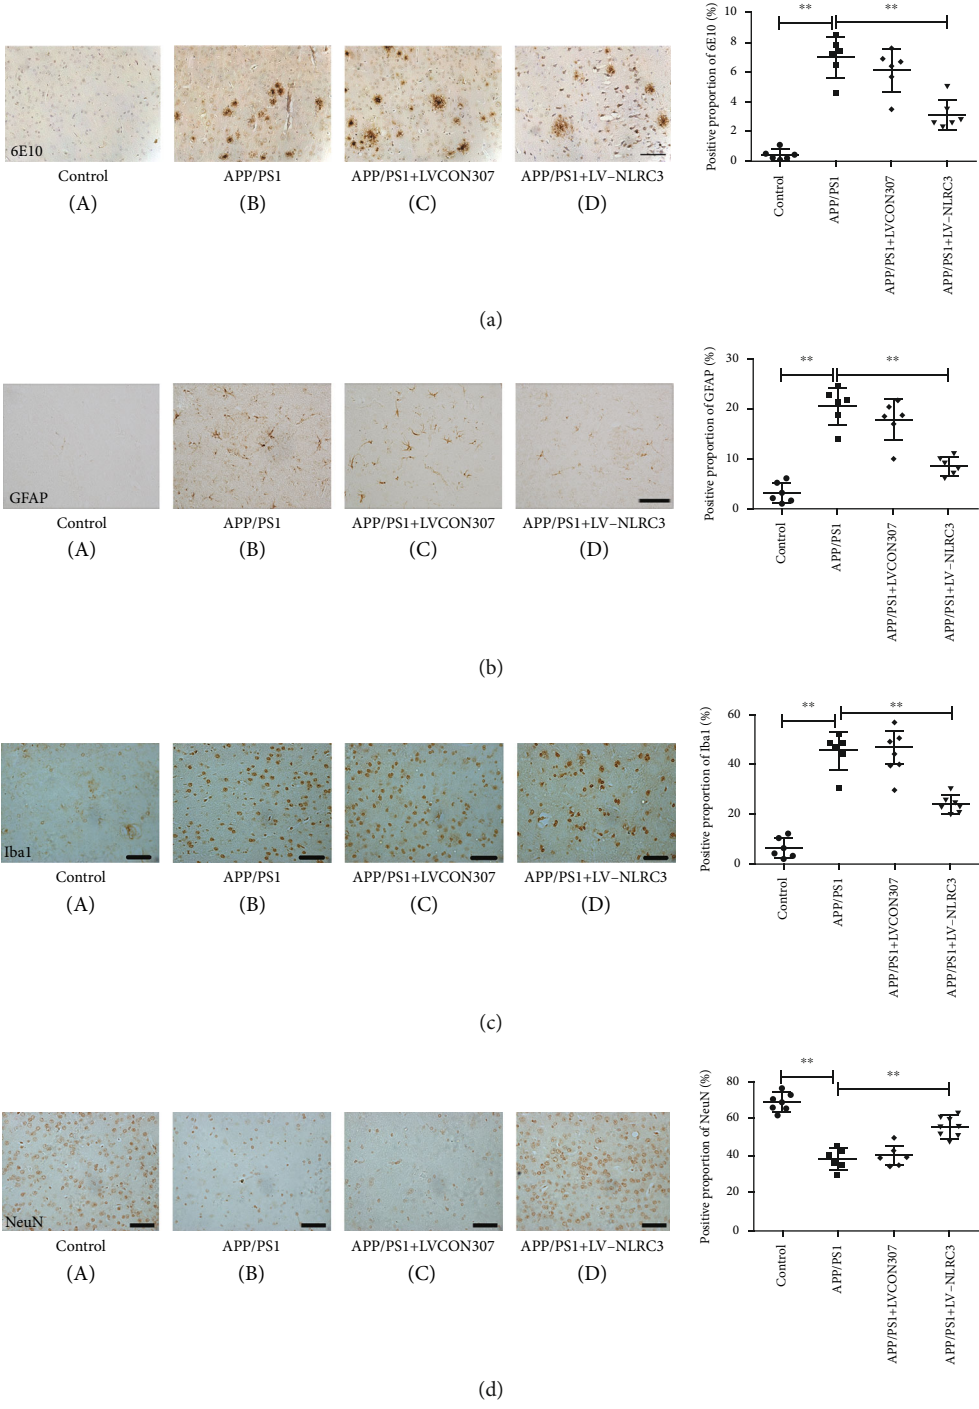 6E10
Control
APP/PS1
APP/PS1+LVCON307
APP/PS1+LV−NLRC3
(A)
(B)
(C)
(D)
Positive proportion of 6E10 (%)
10
8
6
4
2
0
**
**
Control
APP/PS1
APP/PS1+LVCON307
APP/PS1+LV−NLRC3
(a)
GFAP
Control
APP/PS1
APP/PS1+LVCON307
APP/PS1+LV−NLRC3
(A)
(B)
(C)
(D)
Positive proportion of GFAP (%)
30
20
10
0
**
**
Control
APP/PS1
APP/PS1+LVCON307
APP/PS1+LV−NLRC3
(b)
Iba1
Control
APP/PS1
APP/PS1+LVCON307
APP/PS1+LV−NLRC3
(A)
(B)
(C)
(D)
Positive proportion of Iba1 (%)
60
40
20
0
**
**
Control
APP/PS1
APP/PS1+LVCON307
APP/PS1+LV−NLRC3
(c)
NeuN
Control
APP/PS1
APP/PS1+LVCON307
APP/PS1+LV−NLRC3
(A)
(B)
(C)
(D)
Positive proportion of NeuN (%)
80
60
40
20
0
**
**
Control
APP/PS1
APP/PS1+LVCON307
APP/PS1+LV−NLRC3
(d)